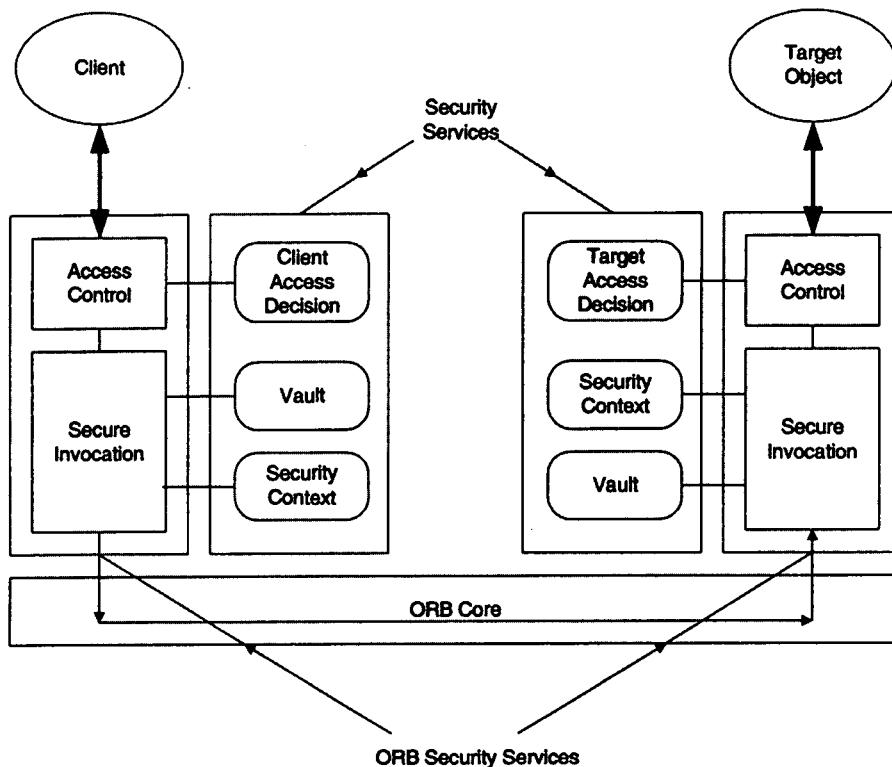 Client
Target
Object
Security
Services
Access
Control
Client
Access
Decision
Target
Access
Decision
Access
Control
Secure
Invocation
Vault
Security
Context
Security
Context
Vault
Secure
Invocation
ORB Core
ORB Security Services